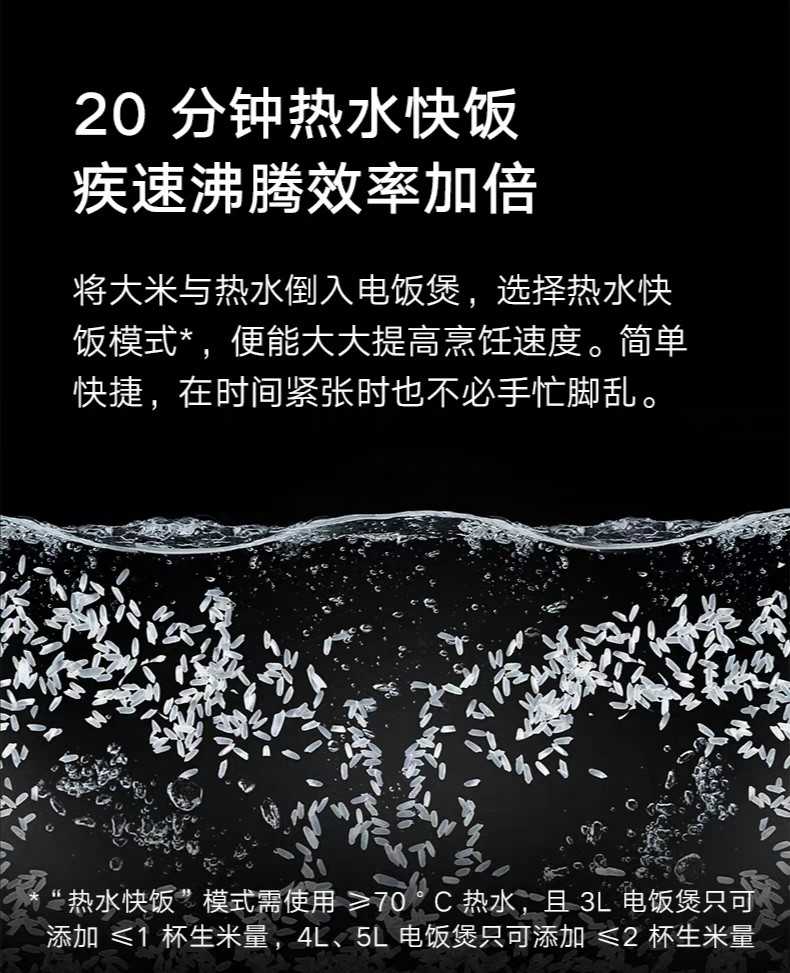 20 分钟热水快饭
疾速沸腾效率加倍
将大米与热水倒入电饭煲，选择热水快
饭模式*，便能大大提高烹饪速度。简单
快捷，在时间紧张时也不必手忙脚乱。
*“热水快饭”模式需使用 ≥70 ° C 热水，且 3L 电饭煲只可
添加 ≤1 杯生米量，4L、5L 电饭煲只可添加 ≤2 杯生米量